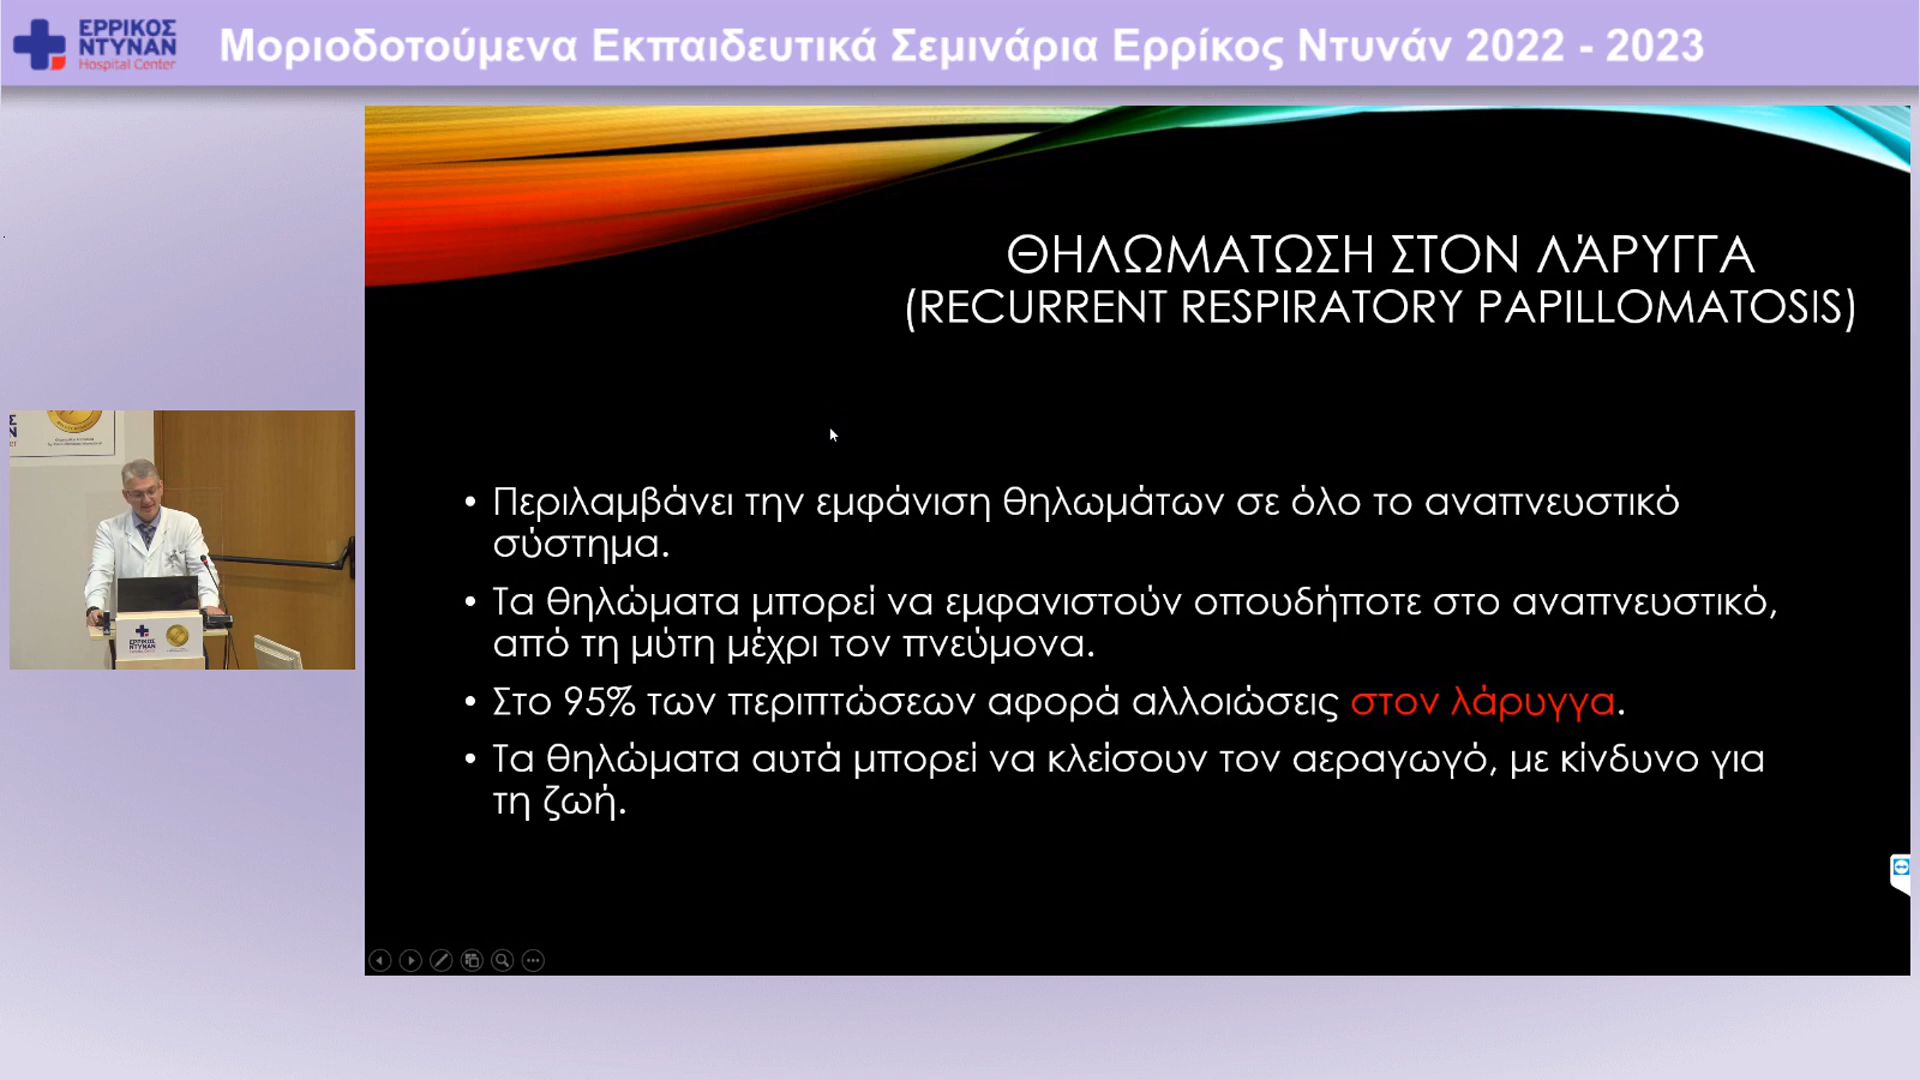 ΕΡΡΙΚΟΣ
ΝΤΥΝΑΝ
Hospital Center
Μοριοδοτούμενα Εκπαιδευτικά Σεμινάρια Ερρίκος Ντυνάν 2022 - 2023
ΘΗΛΩΜΑΤΩΣΗ ΣΤΟΝ ΛΆΡΥΓΓΑ
(RECURRENT RESPIRATORY PAPILLOMATOSIS)
• Περιλαμβάνει την εμφάνιση θηλωμάτων σε όλο το αναπνευστικό
σύστημα.
• Τα θηλώματα μπορεί να εμφανιστούν οπουδήποτε στο αναπνευστικό,
από τη μύτη μέχρι τον πνεύμονα.
• Στο 95% των περιπτώσεων αφορά αλλοιώσεις στον λάρυγγα.
• Τα θηλώματα αυτά μπορεί να κλείσουν τον αεραγωγό, με κίνδυνο για
τη ζωή.
ΕΡΡΙΚΟΣ
ΝΤΥΝΑΝ